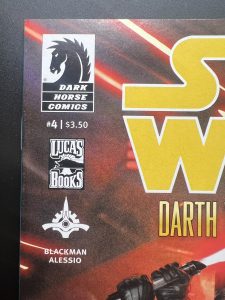 DARK
HORSE
COMICS
#4 | $3.50
LUCAS
BOOKS
BLACKMAN
ALESSIO
S
W
DARTH